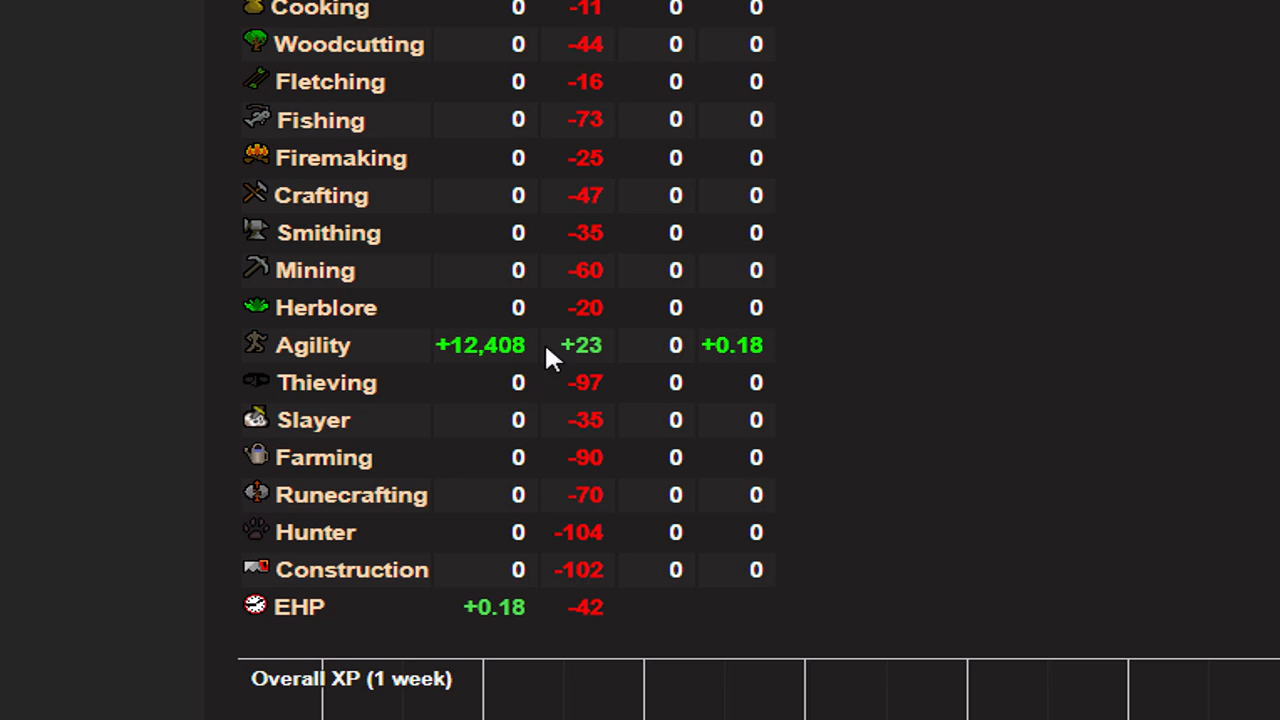 Cooking 0 -11 0 0
Woodcutting 0 -44 0 0
Fletching 0 -16 0 0
Fishing 0 -73 0 0
Firemaking 0 -25 0 0
Crafting 0 -47 0 0
Smithing 0 -35 0 0
Mining 0 -60 0 0
Herblore 0 -20 0 0
Agility +12,408 +23 0 +0.18
Thieving 0 -97 0 0
Slayer 0 -35 0 0
Farming 0 -90 0 0
Runecrafting 0 -70 0 0
Hunter 0 -104 0 0
Construction 0 -102 0 0
EHP +0.18 -42
Overall XP (1 week)